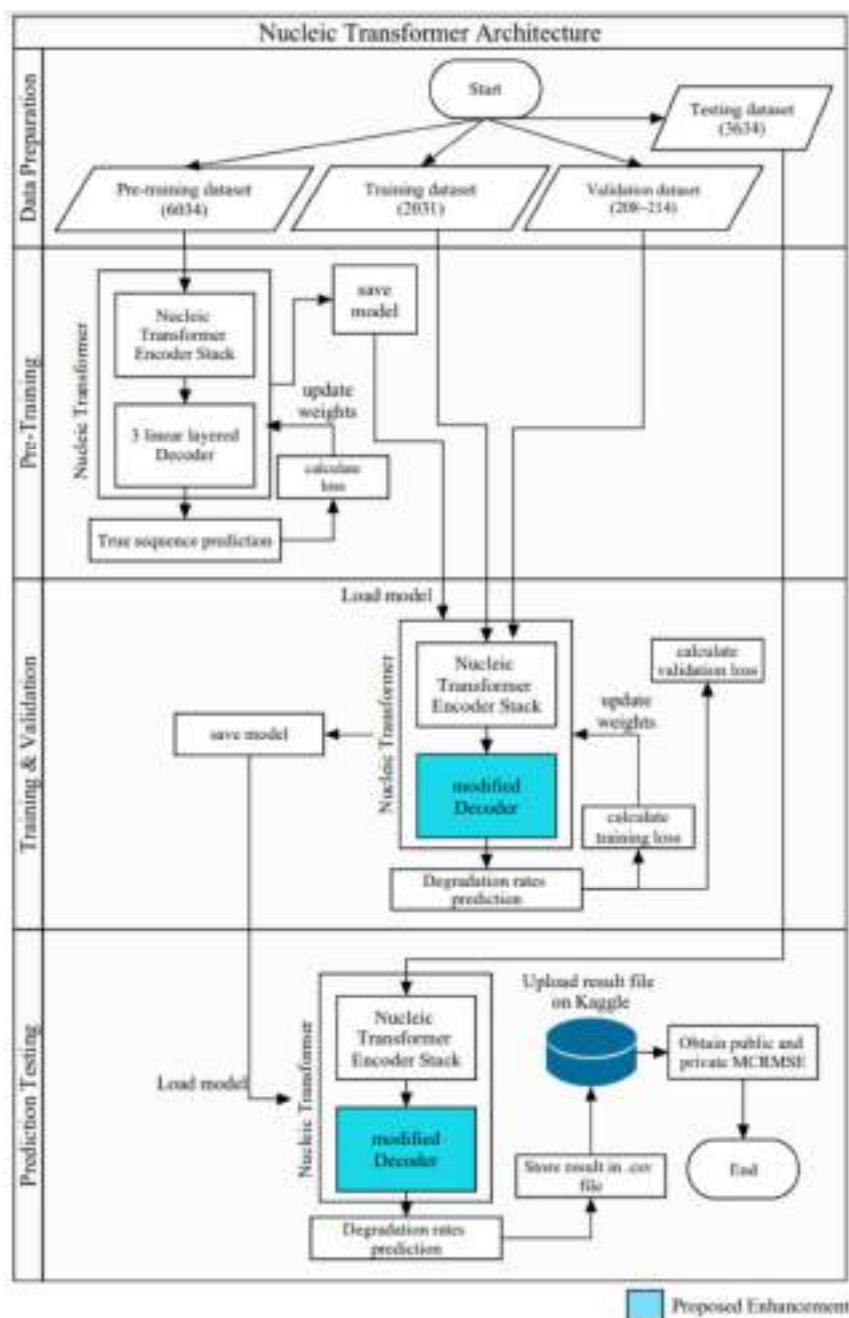 Nucleic Transformer Architecture
Data Preparation
Start
Testing dataset
(3634)
Pre-training dataset
(6034)
Training dataset
(2031)
Validation dataset
(208~214)
Pre-Training
Nucleic Transformer
Nucleic
Transformer
Encoder Stack
3 linear layered
Decoder
save
model
update
weights
calculate
loss
True sequence prediction
Training & Validation
Load model
Nucleic Transformer
Nucleic
Transformer
Encoder Stack
modified
Decoder
calculate
validation loss
update
weights
save model
calculate
training loss
Degradation rates
prediction
Prediction Testing
Load model
Nucleic Transformer
Nucleic
Transformer
Encoder Stack
modified
Decoder
Upload result file
on Kaggle
Obtain public and
private MCRMSE
Store result in .csv
file
End
Degradation rates
prediction
Proposed Enhancement